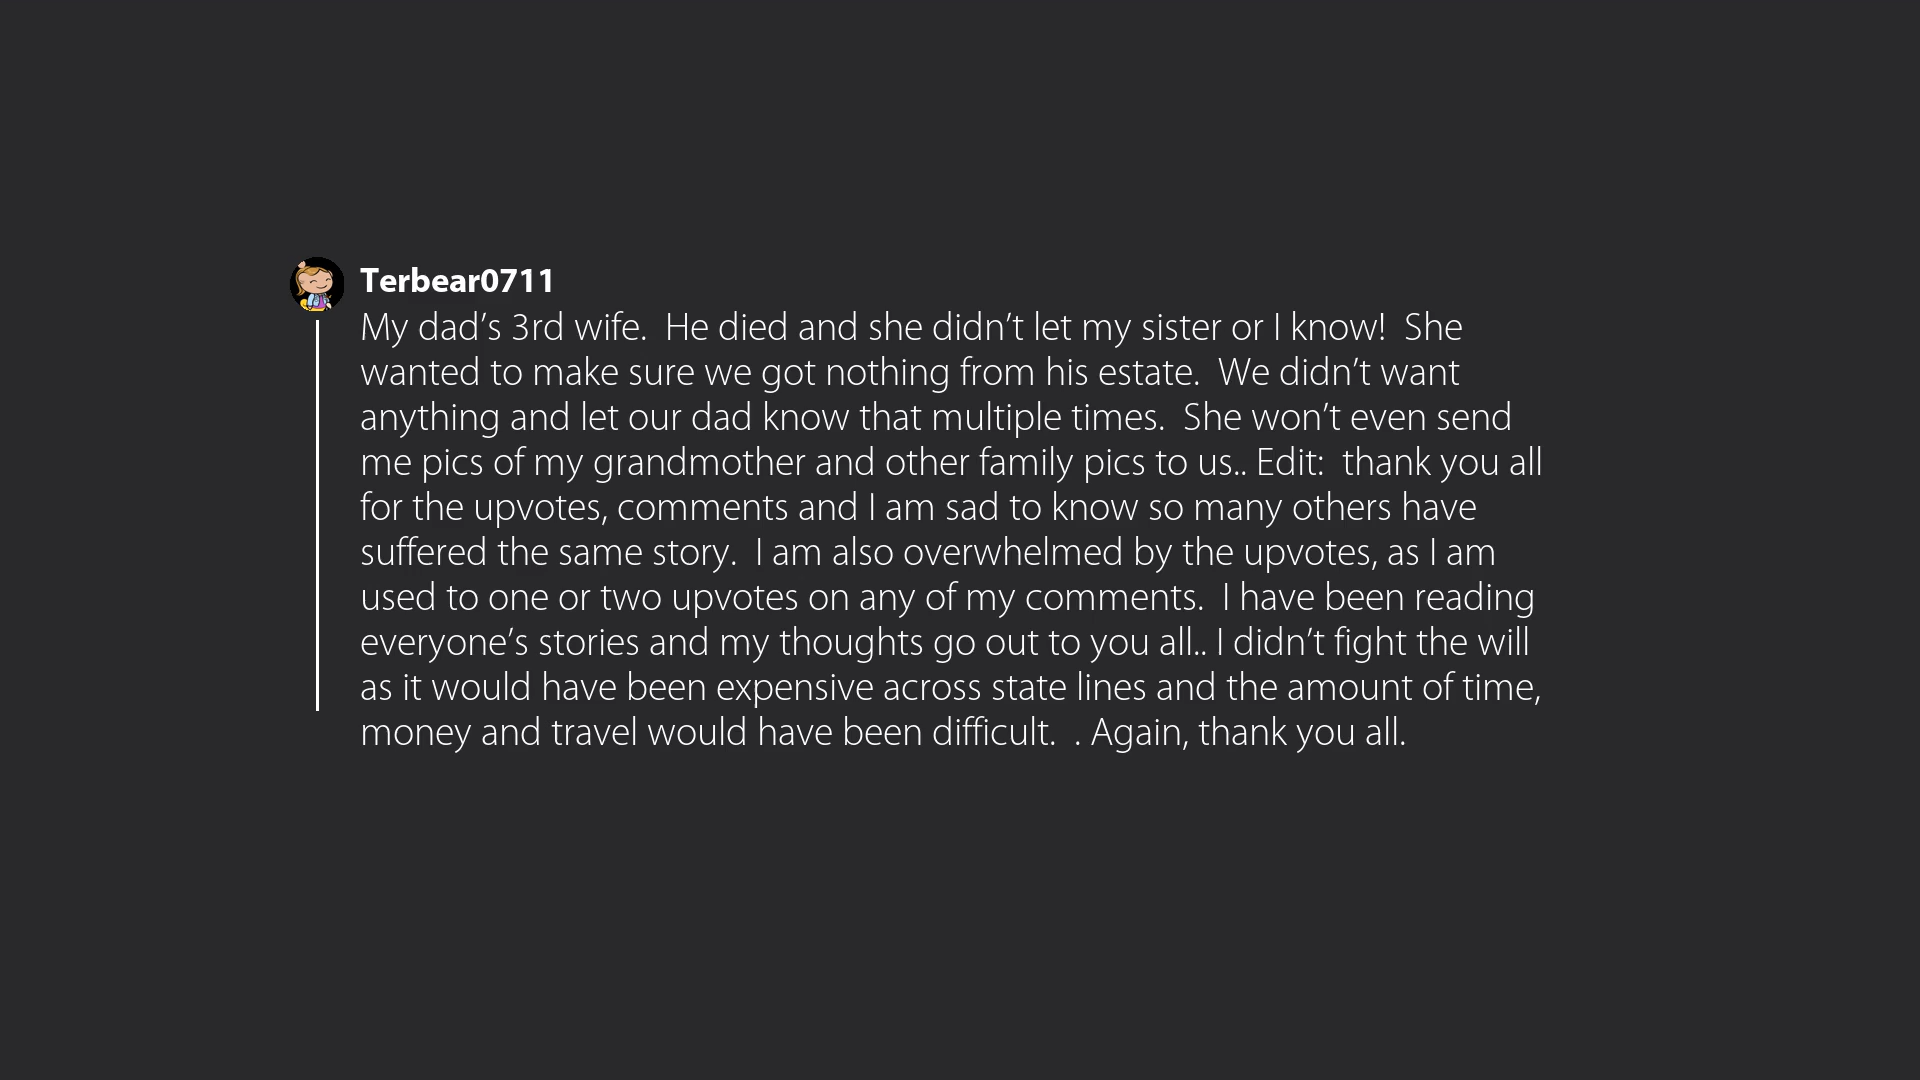 Terbear0711
My dad’s 3rd wife.  He died and she didn’t let my sister or I know!  She
wanted to make sure we got nothing from his estate.  We didn’t want
anything and let our dad know that multiple times.  She won’t even send
me pics of my grandmother and other family pics to us.. Edit:  thank you all
for the upvotes, comments and I am sad to know so many others have
suffered the same story.  I am also overwhelmed by the upvotes, as I am
used to one or two upvotes on any of my comments.  I have been reading
everyone’s stories and my thoughts go out to you all.. I didn’t fight the will
as it would have been expensive across state lines and the amount of time,
money and travel would have been difficult.  . Again, thank you all.